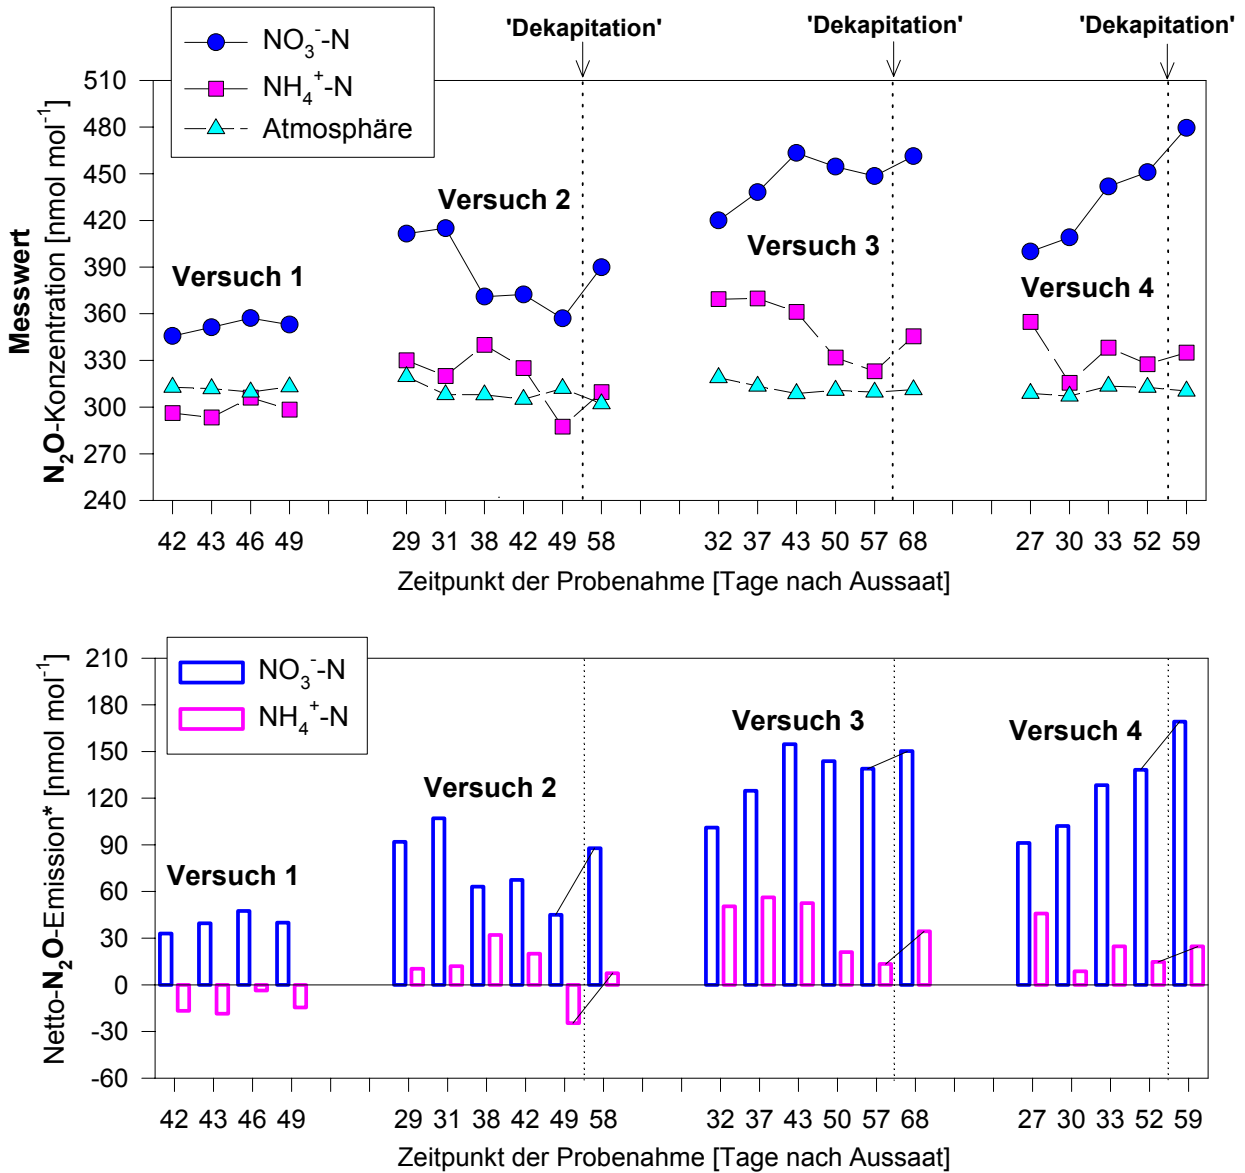 'Dekapitation' 'Dekapitation' 'Dekapitation'
NO₃⁻-N
NH₄⁺-N
Atmosphäre
Messwert
N₂O-Konzentration [nmol mol⁻¹]
510
480
450
420
390
360
330
300
270
240
Versuch 1
Versuch 2
Versuch 3
Versuch 4
42 43 46 49 29 31 38 42 49 58 32 37 43 50 57 68 27 30 33 52 59
Zeitpunkt der Probenahme [Tage nach Aussaat]
NO₃⁻-N
NH₄⁺-N
Netto-N₂O-Emission* [nmol mol⁻¹]
210
180
150
120
90
60
30
0
-30
-60
Versuch 1
Versuch 2
Versuch 3
Versuch 4
42 43 46 49 29 31 38 42 49 58 32 37 43 50 57 68 27 30 33 52 59
Zeitpunkt der Probenahme [Tage nach Aussaat]